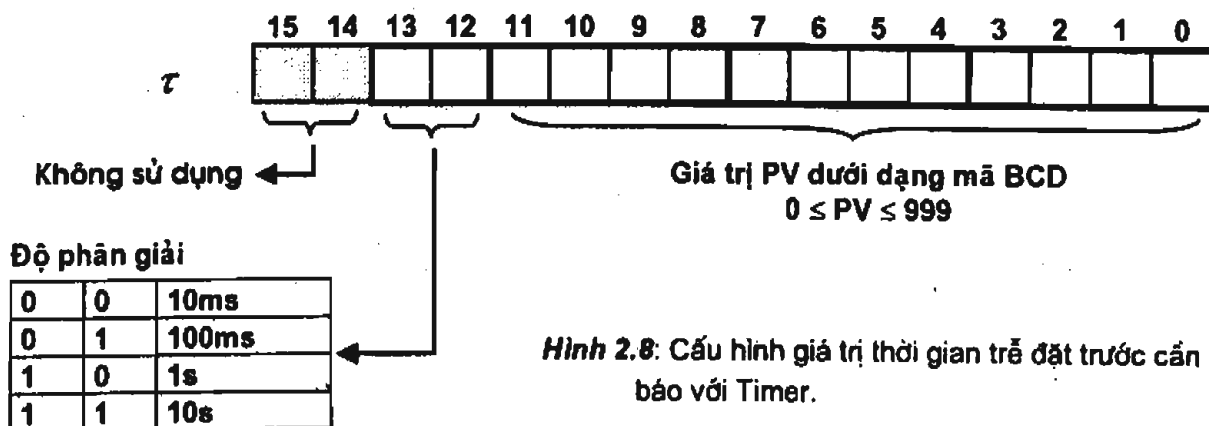 15 14 13 12 11 10 9 8 7 6 5 4 3 2 1 0
τ
Không sử dụng
Giá trị PV dưới dạng mã BCD
0 ≤ PV ≤ 999
Độ phân giải
0 0 10ms
0 1 100ms
1 0 1s
1 1 10s
Hình 2.8: Cấu hình giá trị thời gian trễ đặt trước cần
báo với Timer.